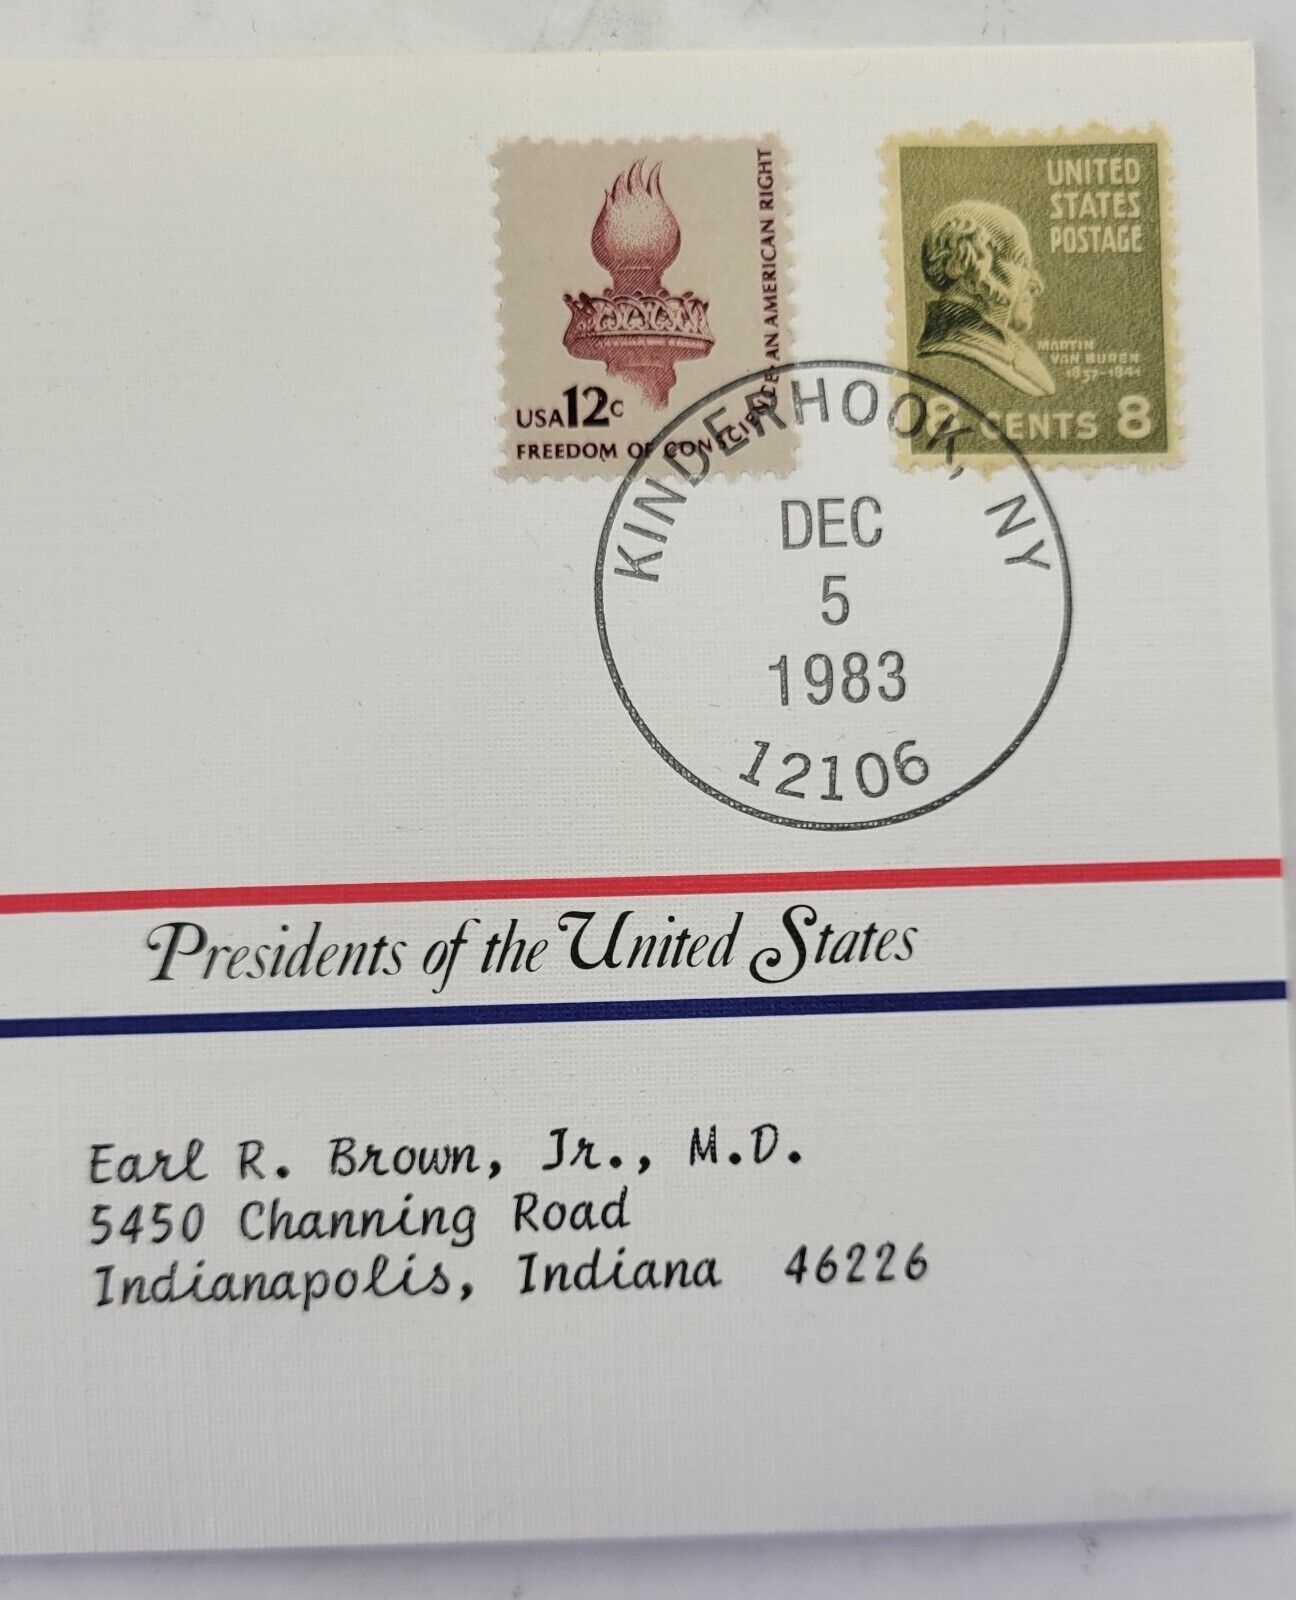 USA 12c
FREEDOM OF CONSCIENCE-AN AMERICAN RIGHT
UNITED
STATES
POSTAGE
MARTIN
VAN BUREN
1837-1841
8 CENTS 8
KINDERHOOK, NY
DEC
5
1983
12106
Presidents of the United States
Earl R. Brown, Jr., M.D.
5450 Channing Road
Indianapolis, Indiana 46226